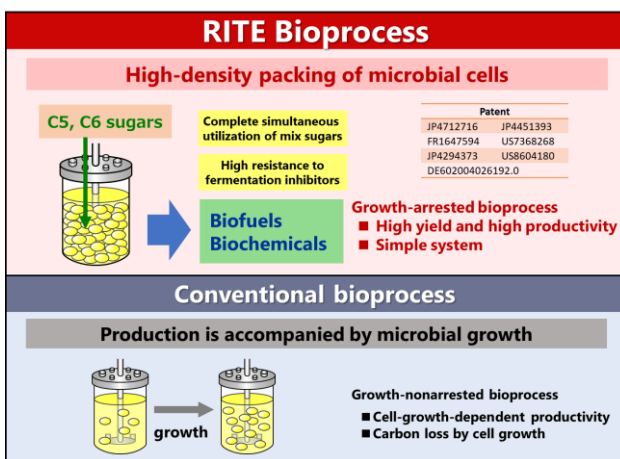 RITE Bioprocess
High-density packing of microbial cells
C5, C6 sugars
Complete simultaneous
utilization of mix sugars
High resistance to
fermentation inhibitors
Biofuels
Biochemicals
Patent
JP4712716 JP4451393
FR1647594 US7368268
JP4294373 US8604180
DE602004026192.0
Growth-arrested bioprocess
■ High yield and high productivity
■ Simple system
Conventional bioprocess
Production is accompanied by microbial growth
growth
Growth-nonarrested bioprocess
■Cell-growth-dependent productivity
■Carbon loss by cell growth